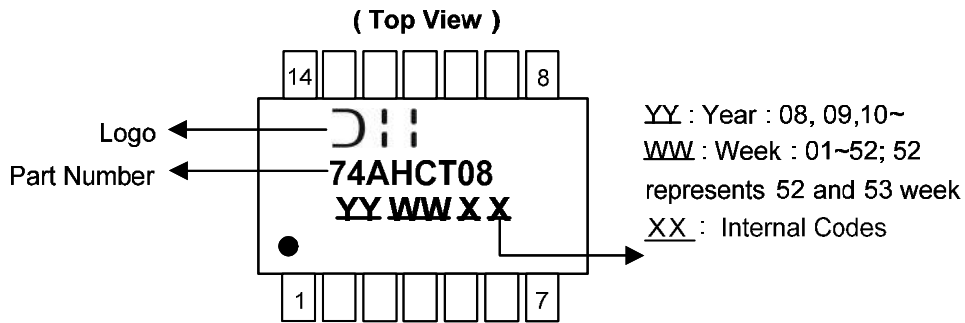 ( Top View )
14
8
Logo
Part Number
74AHCT08
YY WW X X
1
7
YY : Year : 08, 09,10~
WW : Week : 01~52; 52
represents 52 and 53 week
XX : Internal Codes